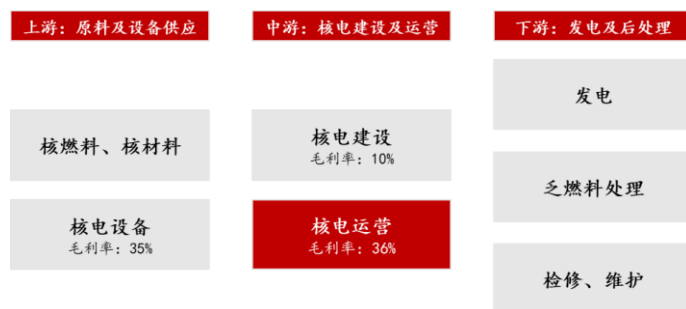 上游：原料及设备供应
核燃料、核材料
核电设备
毛利率：35%
中游：核电建设及运营
核电建设
毛利率：10%
核电运营
毛利率：36%
下游：发电及后处理
发电
乏燃料处理
检修、维护